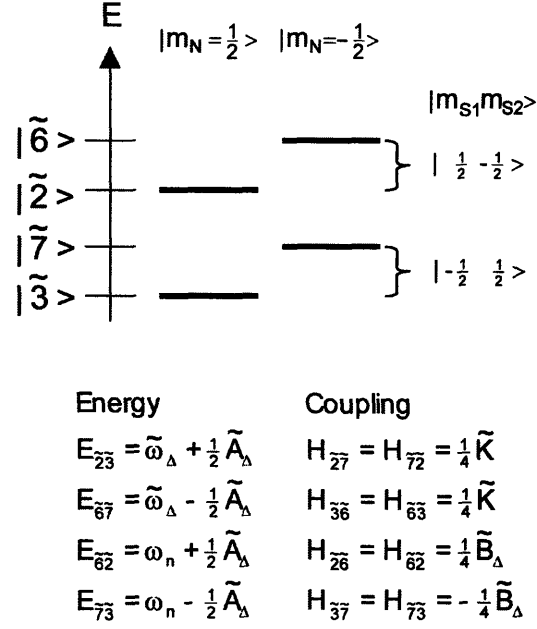 E
|m_N = 1/2 > |m_N=-1/2>
|m_S1 m_S2>
|6̃ >
| 1/2 -1/2 >
|2̃ >
|7̃ >
|-1/2 1/2 >
|3̃ >
Energy Coupling
E_2̃3̃ = ω̃_Δ + 1/2 Ã_Δ H_2̃7̃ = H_7̃2̃ = 1/4 K̃
E_6̃7̃ = ω̃_Δ - 1/2 Ã_Δ H_3̃6̃ = H_6̃3̃ = 1/4 K̃
E_6̃2̃ = ω_n + 1/2 Ã_Δ H_2̃6̃ = H_6̃2̃ = 1/4 B̃_Δ
E_7̃3̃ = ω_n - 1/2 Ã_Δ H_3̃7̃ = H_7̃3̃ = - 1/4 B̃_Δ